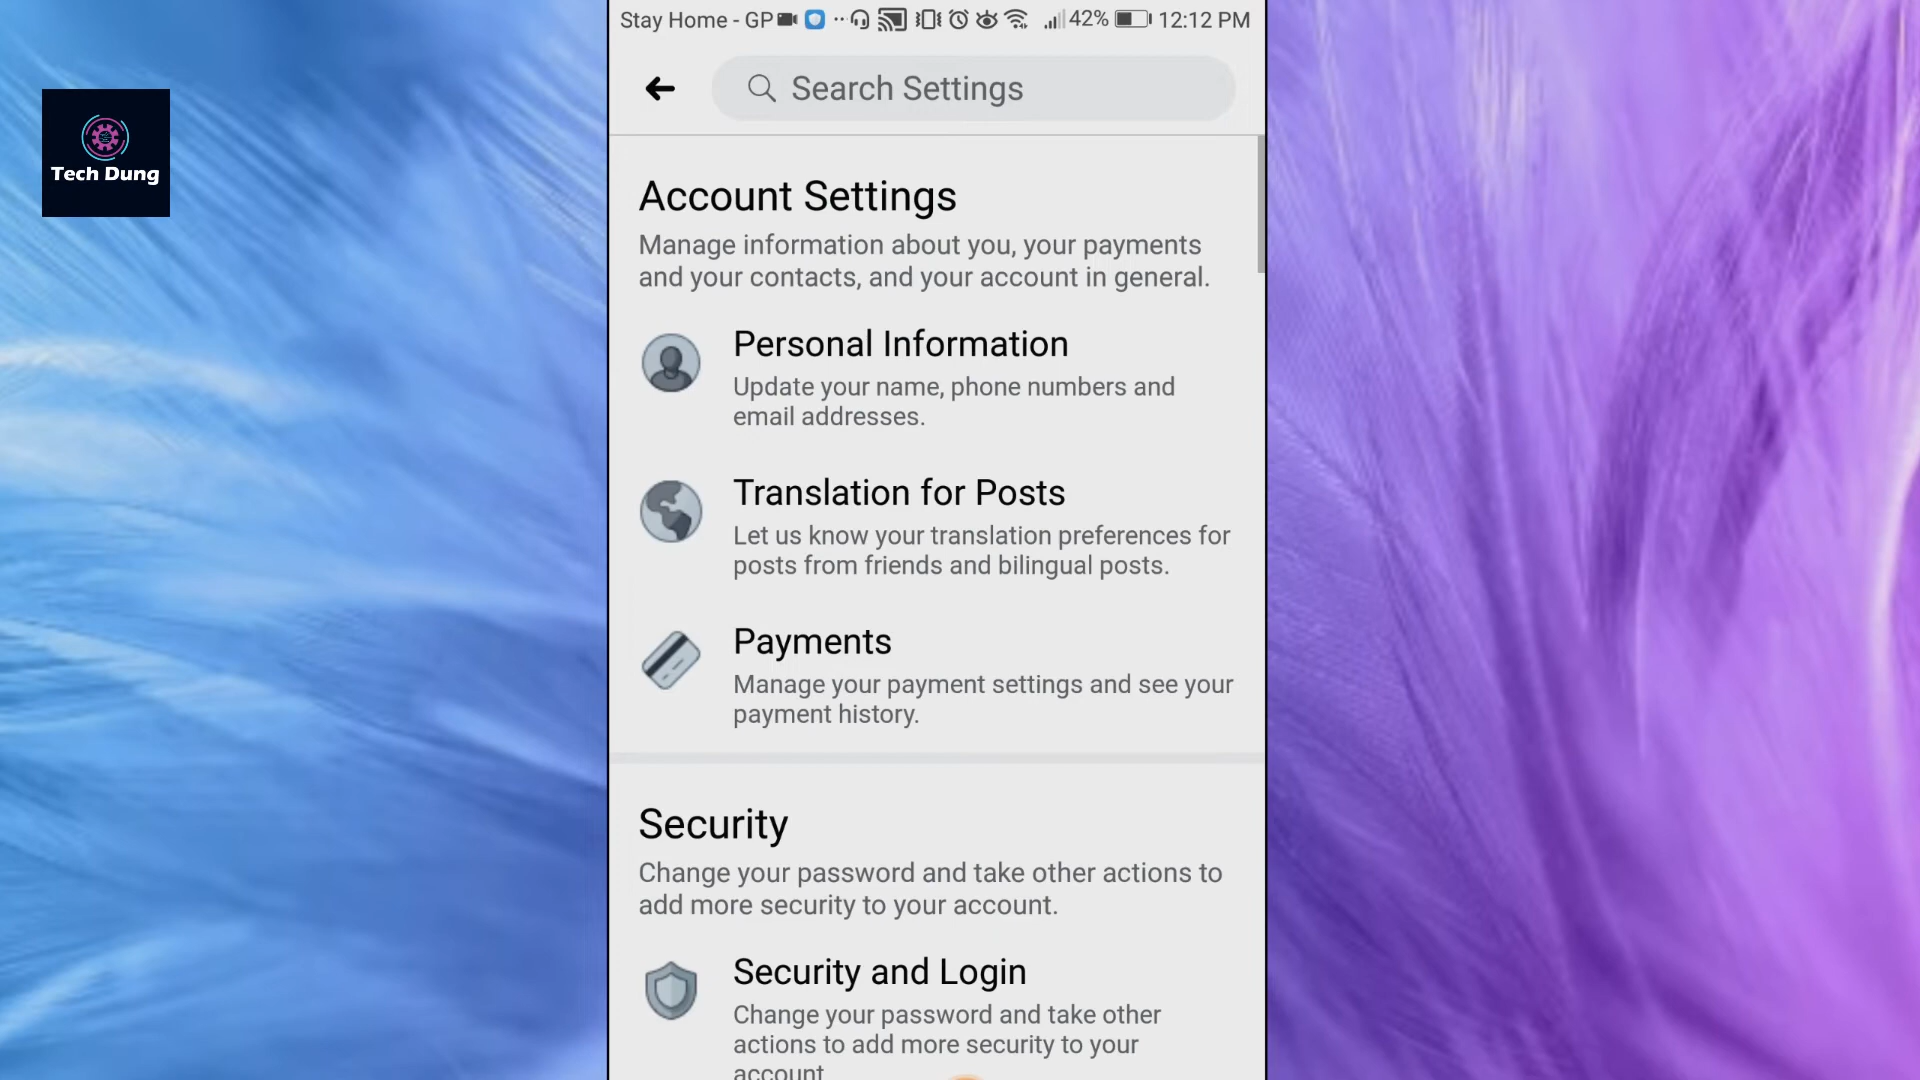 Stay Home - GP
42%
12:12 PM
Search Settings
Tech Dung
Account Settings
Manage information about you, your payments
and your contacts, and your account in general.
Personal Information
Update your name, phone numbers and
email addresses.
Translation for Posts
Let us know your translation preferences for
posts from friends and bilingual posts.
Payments
Manage your payment settings and see your
payment history.
Security
Change your password and take other actions to
add more security to your account.
Security and Login
Change your password and take other
actions to add more security to your
account